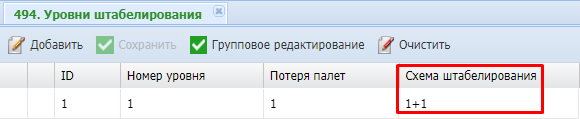 494. Уровни штабелирования
Добавить Сохранить Групповое редактирование Очистить
ID Номер уровня Потеря палет Схема штабелирования
1 1 1 1+1